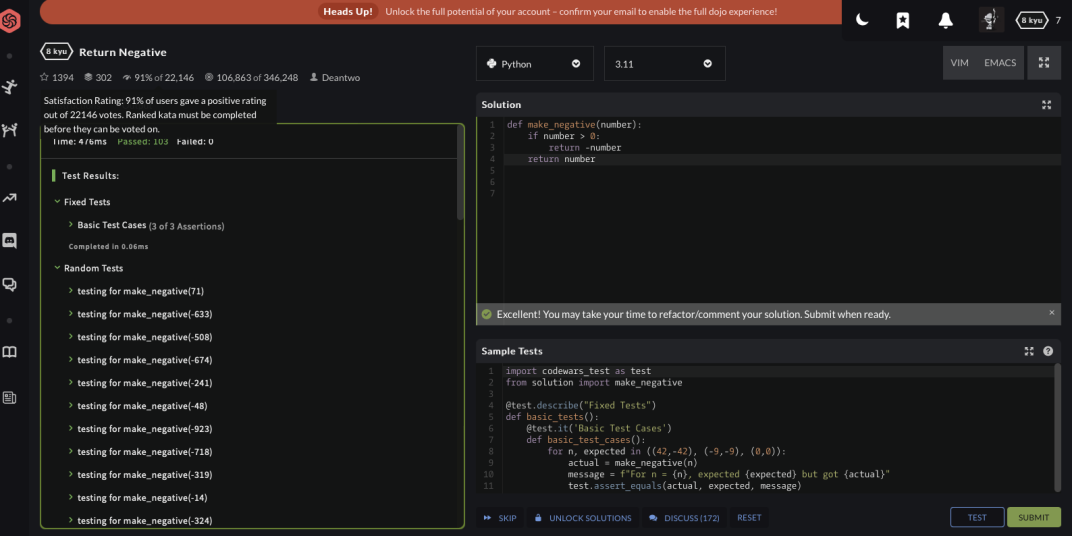 Heads Up! Unlock the full potential of your account – confirm your email to enable the full dojo experience!
8 kyu 7
8 kyu Return Negative
1394 302 91% of 22,146 106,863 of 346,248 Deantwo
Satisfaction Rating: 91% of users gave a positive rating
out of 22146 votes. Ranked kata must be completed
before they can be voted on.
Time: 476ms Passed: 103 Failed: 0
Test Results:
Fixed Tests
Basic Test Cases (3 of 3 Assertions)
Completed in 0.06ms
Random Tests
testing for make_negative(71)
testing for make_negative(-633)
testing for make_negative(-508)
testing for make_negative(-674)
testing for make_negative(-241)
testing for make_negative(-48)
testing for make_negative(-923)
testing for make_negative(-718)
testing for make_negative(-319)
testing for make_negative(-14)
testing for make_negative(-324)
Python 3.11 VIM EMACS
Solution
1 def make_negative(number):
2 if number > 0:
3 return -number
4 return number
5
6
7
Excellent! You may take your time to refactor/comment your solution. Submit when ready. ×
Sample Tests
1 import codewars_test as test
2 from solution import make_negative
3
4 @test.describe("Fixed Tests")
5 def basic_tests():
6 @test.it('Basic Test Cases')
7 def basic_test_cases():
8 for n, expected in ((42,-42), (-9,-9), (0,0)):
9 actual = make_negative(n)
10 message = f"For n = {n}, expected {expected} but got {actual}"
11 test.assert_equals(actual, expected, message)
SKIP UNLOCK SOLUTIONS DISCUSS (172) RESET TEST SUBMIT